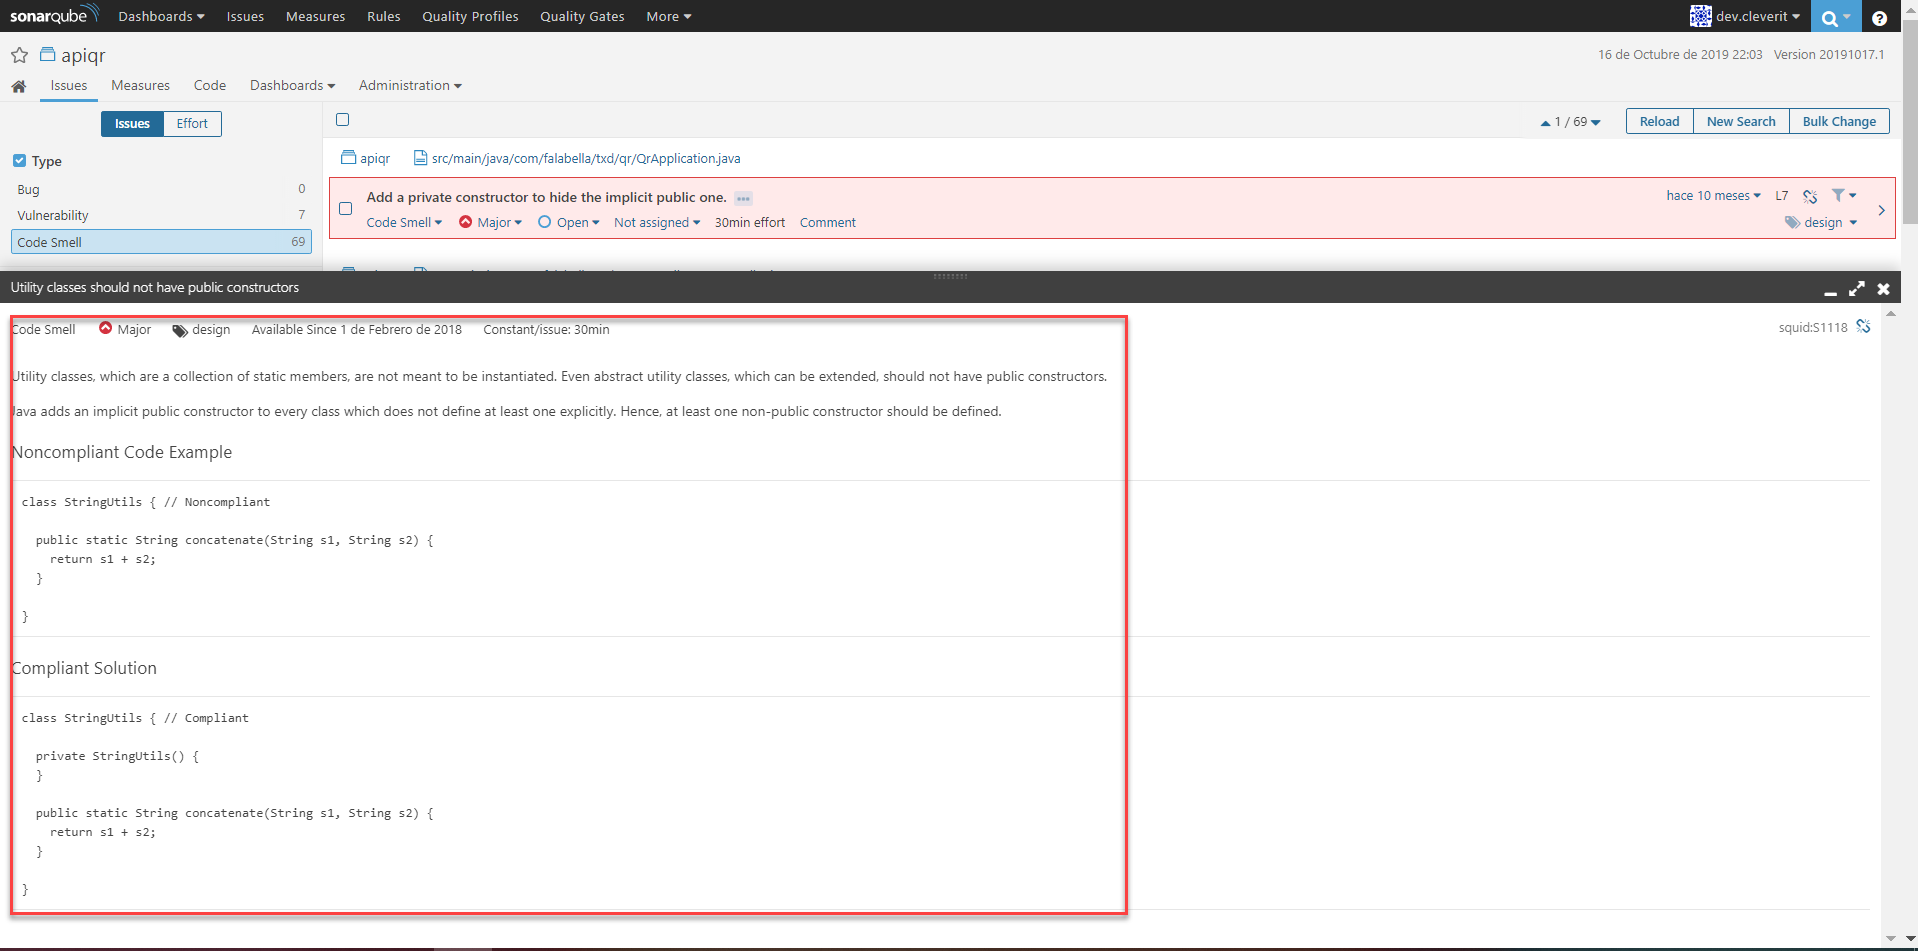 sonarqube Dashboards Issues Measures Rules Quality Profiles Quality Gates More dev.cleverit
apiqr
16 de Octubre de 2019 22:03 Version 20191017.1
Issues Measures Code Dashboards Administration
Issues Effort
1 / 69 Reload New Search Bulk Change
Type
Bug 0
Vulnerability 7
Code Smell 69
apiqr src/main/java/com/falabella/txd/qr/QrApplication.java
Add a private constructor to hide the implicit public one.
hace 10 meses L7
Code Smell Major Open Not assigned 30min effort Comment
design
Utility classes should not have public constructors
Code Smell Major design Available Since 1 de Febrero de 2018 Constant/issue: 30min
squid:S1118
Utility classes, which are a collection of static members, are not meant to be instantiated. Even abstract utility classes, which can be extended, should not have public constructors.
Java adds an implicit public constructor to every class which does not define at least one explicitly. Hence, at least one non-public constructor should be defined.
Noncompliant Code Example
class StringUtils { // Noncompliant
public static String concatenate(String s1, String s2) {
return s1 + s2;
}
}
Compliant Solution
class StringUtils { // Compliant
private StringUtils() {
}
public static String concatenate(String s1, String s2) {
return s1 + s2;
}
}